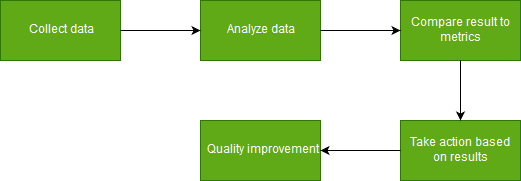 Collect data
Analyze data
Compare result to
metrics
Take action based
on results
Quality improvement